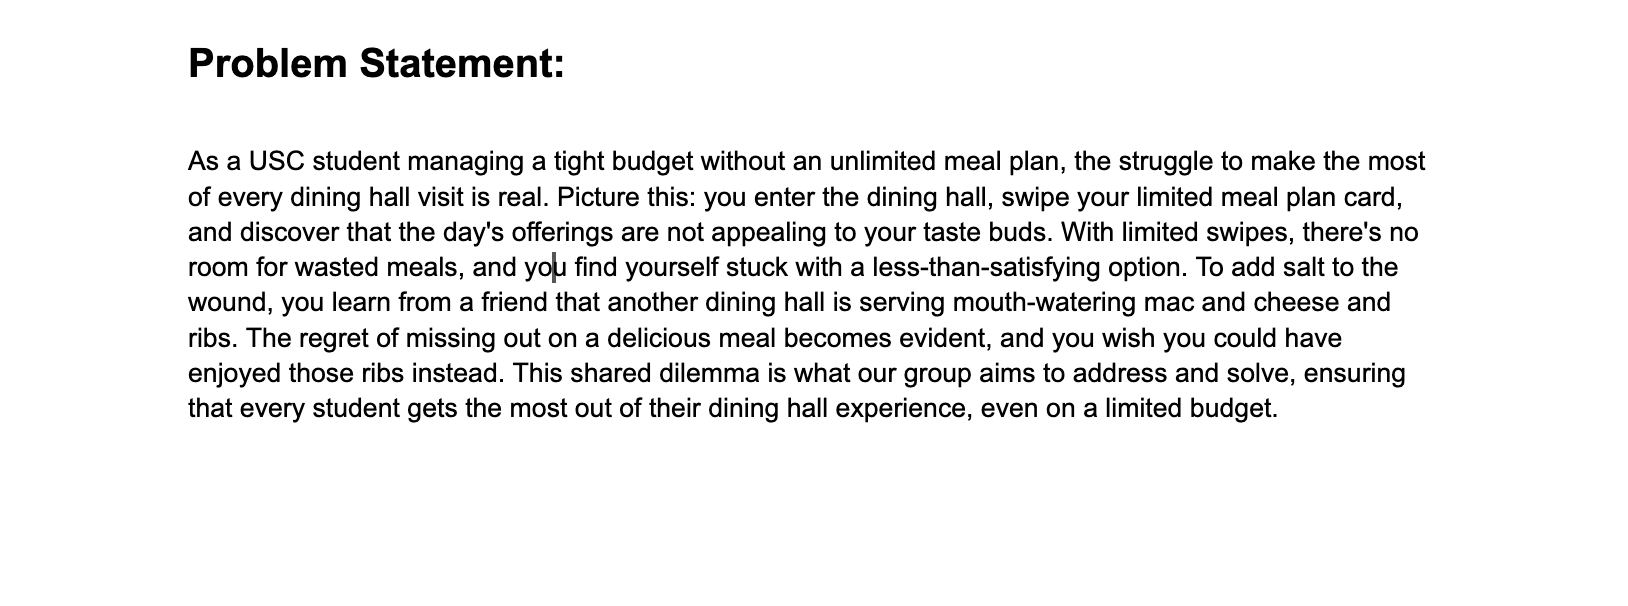 Problem Statement:
As a USC student managing a tight budget without an unlimited meal plan, the struggle to make the most
of every dining hall visit is real. Picture this: you enter the dining hall, swipe your limited meal plan card,
and discover that the day's offerings are not appealing to your taste buds. With limited swipes, there's no
room for wasted meals, and you find yourself stuck with a less-than-satisfying option. To add salt to the
wound, you learn from a friend that another dining hall is serving mouth-watering mac and cheese and
ribs. The regret of missing out on a delicious meal becomes evident, and you wish you could have
enjoyed those ribs instead. This shared dilemma is what our group aims to address and solve, ensuring
that every student gets the most out of their dining hall experience, even on a limited budget.